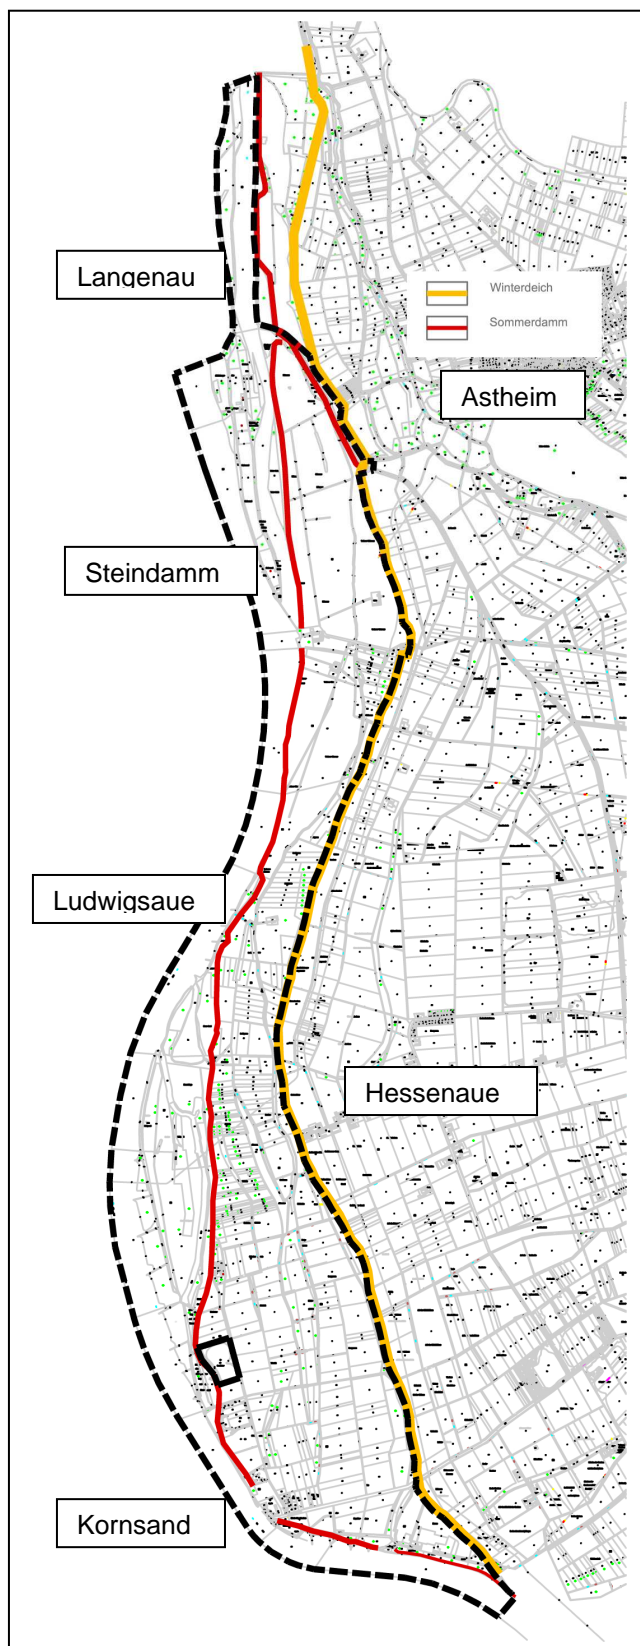 Langenau
Winterdeich
Sommerdamm
Astheim
Steindamm
Ludwigsaue
Hessenaue
Kornsand